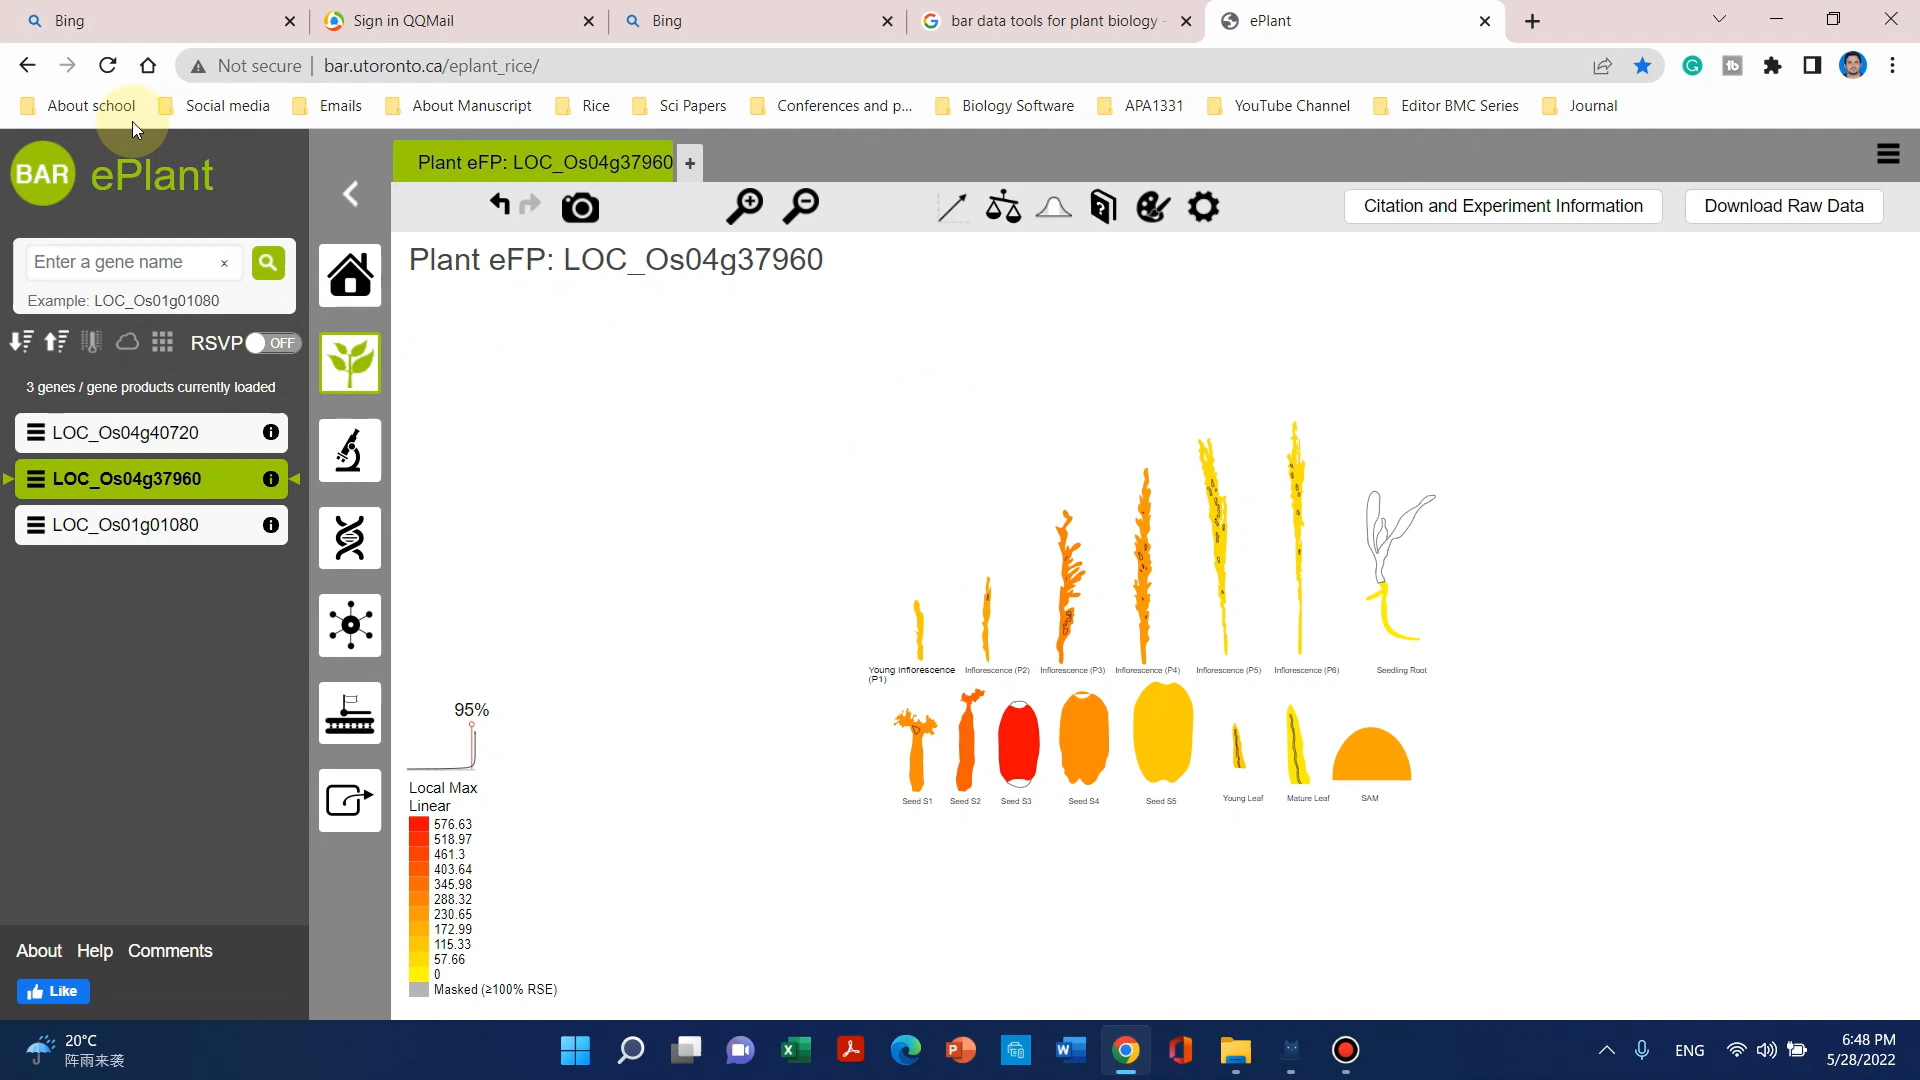 Bing
Sign in QQMail
Bing
bar data tools for plant biology -
ePlant
Not secure
bar.utoronto.ca/eplant_rice/
About school
Social media
Emails
About Manuscript
Rice
Sci Papers
Conferences and p...
Biology Software
APA1331
YouTube Channel
Editor BMC Series
Journal
BAR
ePlant
Enter a gene name
Example: LOC_Os01g01080
RSVP
OFF
3 genes / gene products currently loaded
LOC_Os04g40720
LOC_Os04g37960
LOC_Os01g01080
About
Help
Comments
Like
Plant eFP: LOC_Os04g37960
Citation and Experiment Information
Download Raw Data
Plant eFP: LOC_Os04g37960
Young Inflorescence
(P1)
Inflorescence (P2)
Inflorescence (P3)
Inflorescence (P4)
Inflorescence (P5)
Inflorescence (P6)
Seedling Root
Seed S1
Seed S2
Seed S3
Seed S4
Seed S5
Young Leaf
Mature Leaf
SAM
95%
Local Max
Linear
576.63
518.97
461.3
403.64
345.98
288.32
230.65
172.99
115.33
57.66
0
Masked (≥100% RSE)
20°C
阵雨来袭
ENG
6:48 PM
5/28/2022